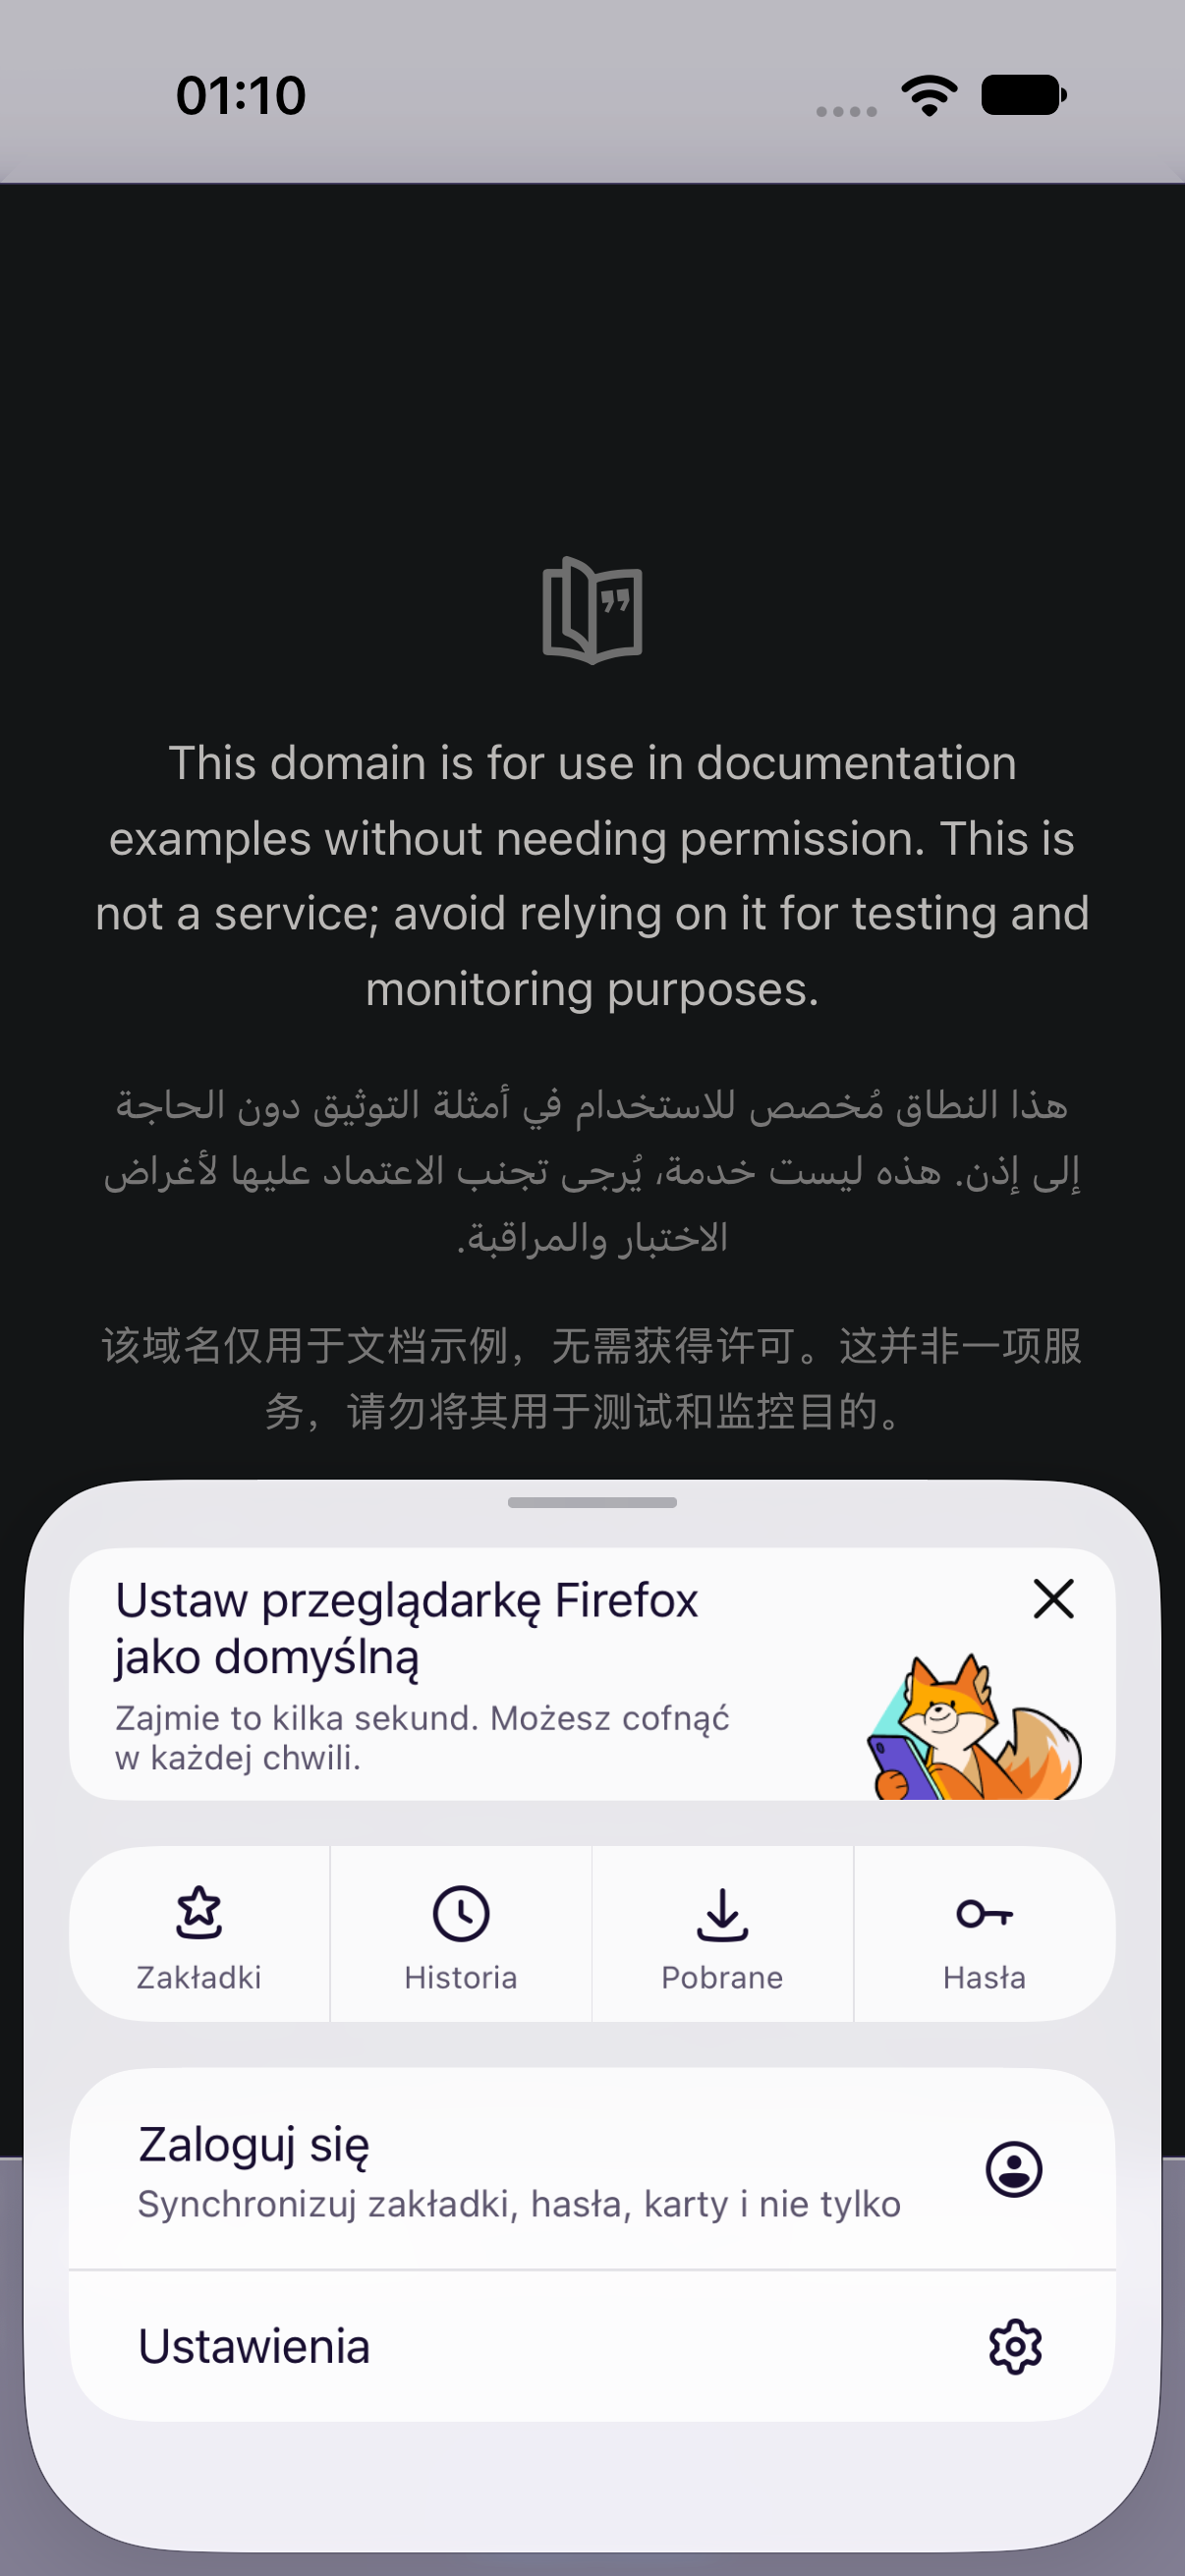 01:10
This domain is for use in documentation
examples without needing permission. This is
not a service; avoid relying on it for testing and
monitoring purposes.
هذا النطاق مُخصص للاستخدام في أمثلة التوثيق دون الحاجة
إلى إذن. هذه ليست خدمة، يُرجى تجنب الاعتماد عليها لأغراض
الاختبار والمراقبة.
该域名仅用于文档示例，无需获得许可。这并非一项服
务，请勿将其用于测试和监控目的。
Ustaw przeglądarkę Firefox
jako domyślną
Zajmie to kilka sekund. Możesz cofnąć
w każdej chwili.
Zakładki
Historia
Pobrane
Hasła
Zaloguj się
Synchronizuj zakładki, hasła, karty i nie tylko
Ustawienia